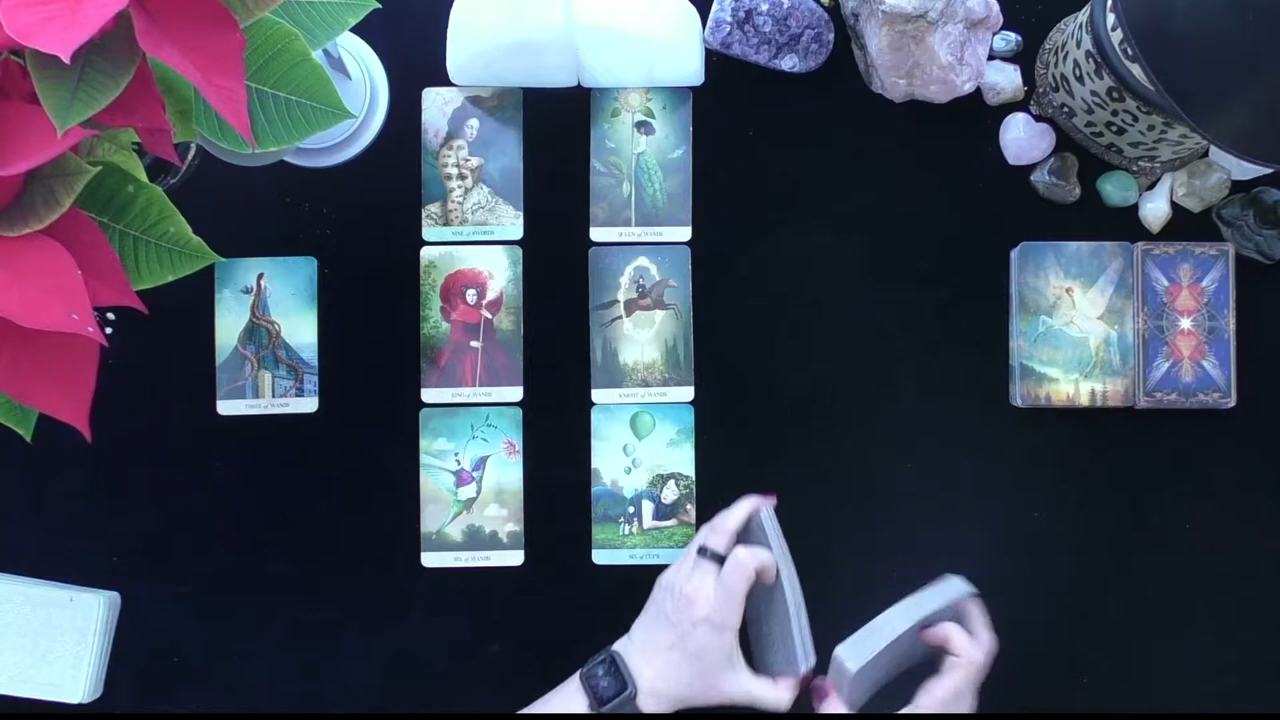 NINE of SWORDS
QUEEN of WANDS
KING of WANDS
KNIGHT of WANDS
THREE of WANDS
SIX of WANDS
SIX of CUPS